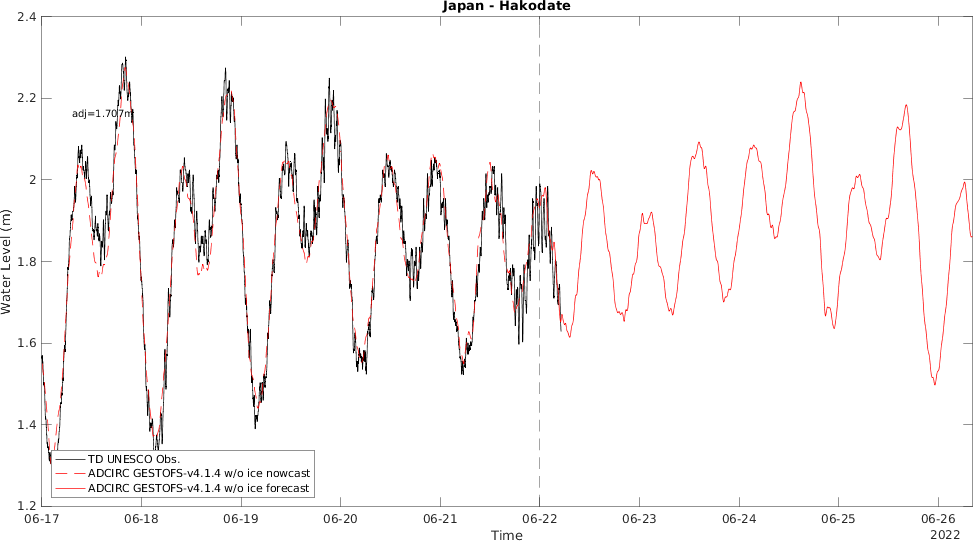 Japan - Hakodate
2.4
2.2
2
1.8
1.6
1.4
1.2
Water Level (m)
adj=1.707m
TD UNESCO Obs.
ADCIRC GESTOFS-v4.1.4 w/o ice nowcast
ADCIRC GESTOFS-v4.1.4 w/o ice forecast
06-17 06-18 06-19 06-20 06-21 06-22 06-23 06-24 06-25 06-26
2022
Time